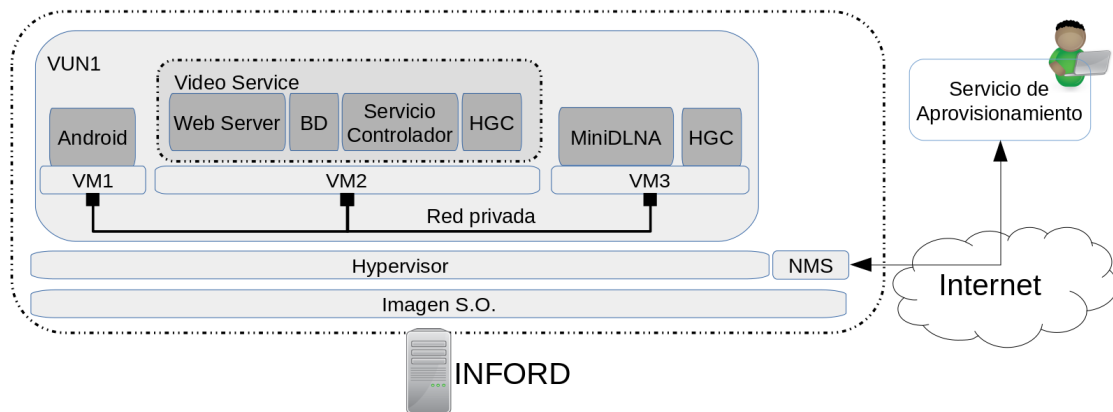 VUN1
Video Service
Android
Web Server
BD
Servicio
Controlador
HGC
MiniDLNA
HGC
VM1
VM2
VM3
Red privada
Hypervisor
NMS
Imagen S.O.
INFORD
Servicio de
Aprovisionamiento
Internet